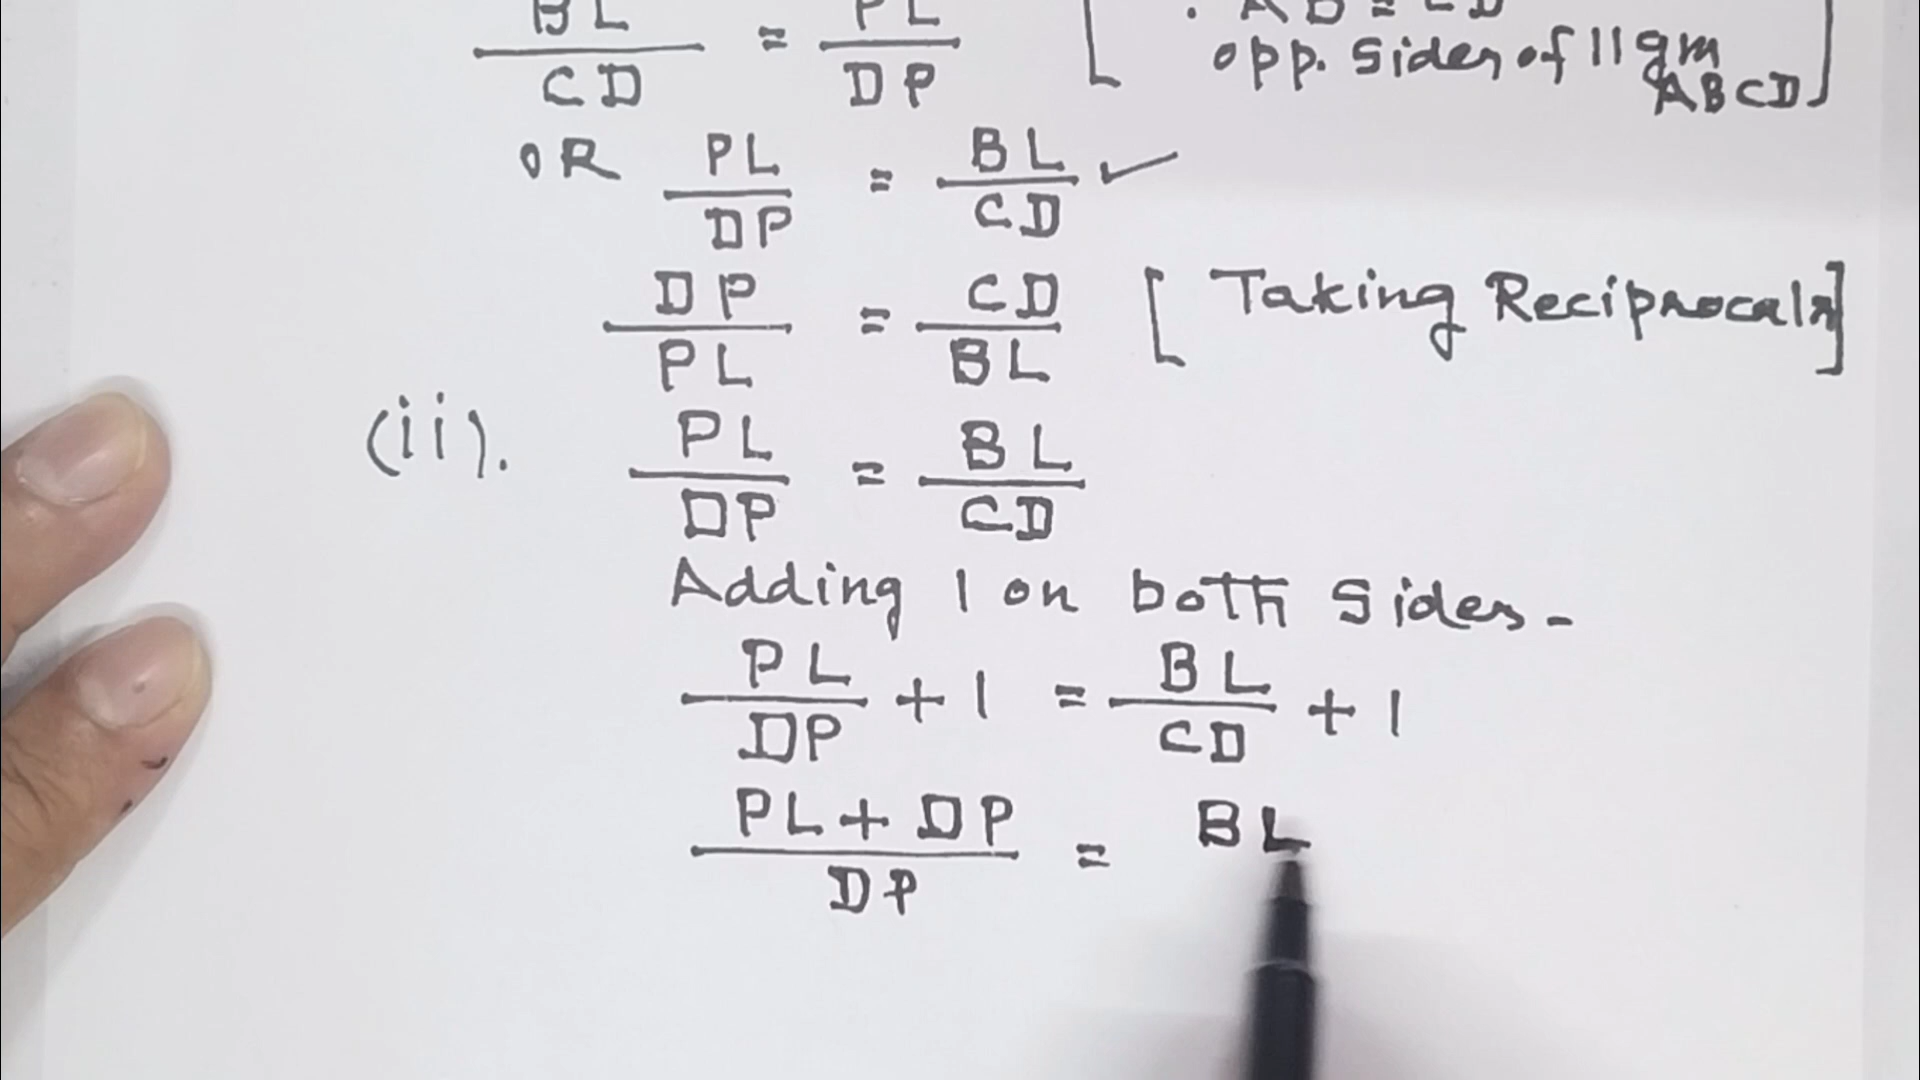 BL/CD = PL/DP [ ∵ AB = CD
opp. Sides of ||gm
ABCD ]
OR PL/DP = BL/CD ✓
DP/PL = CD/BL [ Taking Reciprocals ]
(ii). PL/DP = BL/CD
Adding 1 on both Sides -
PL/DP + 1 = BL/CD + 1
PL + DP/DP = BL